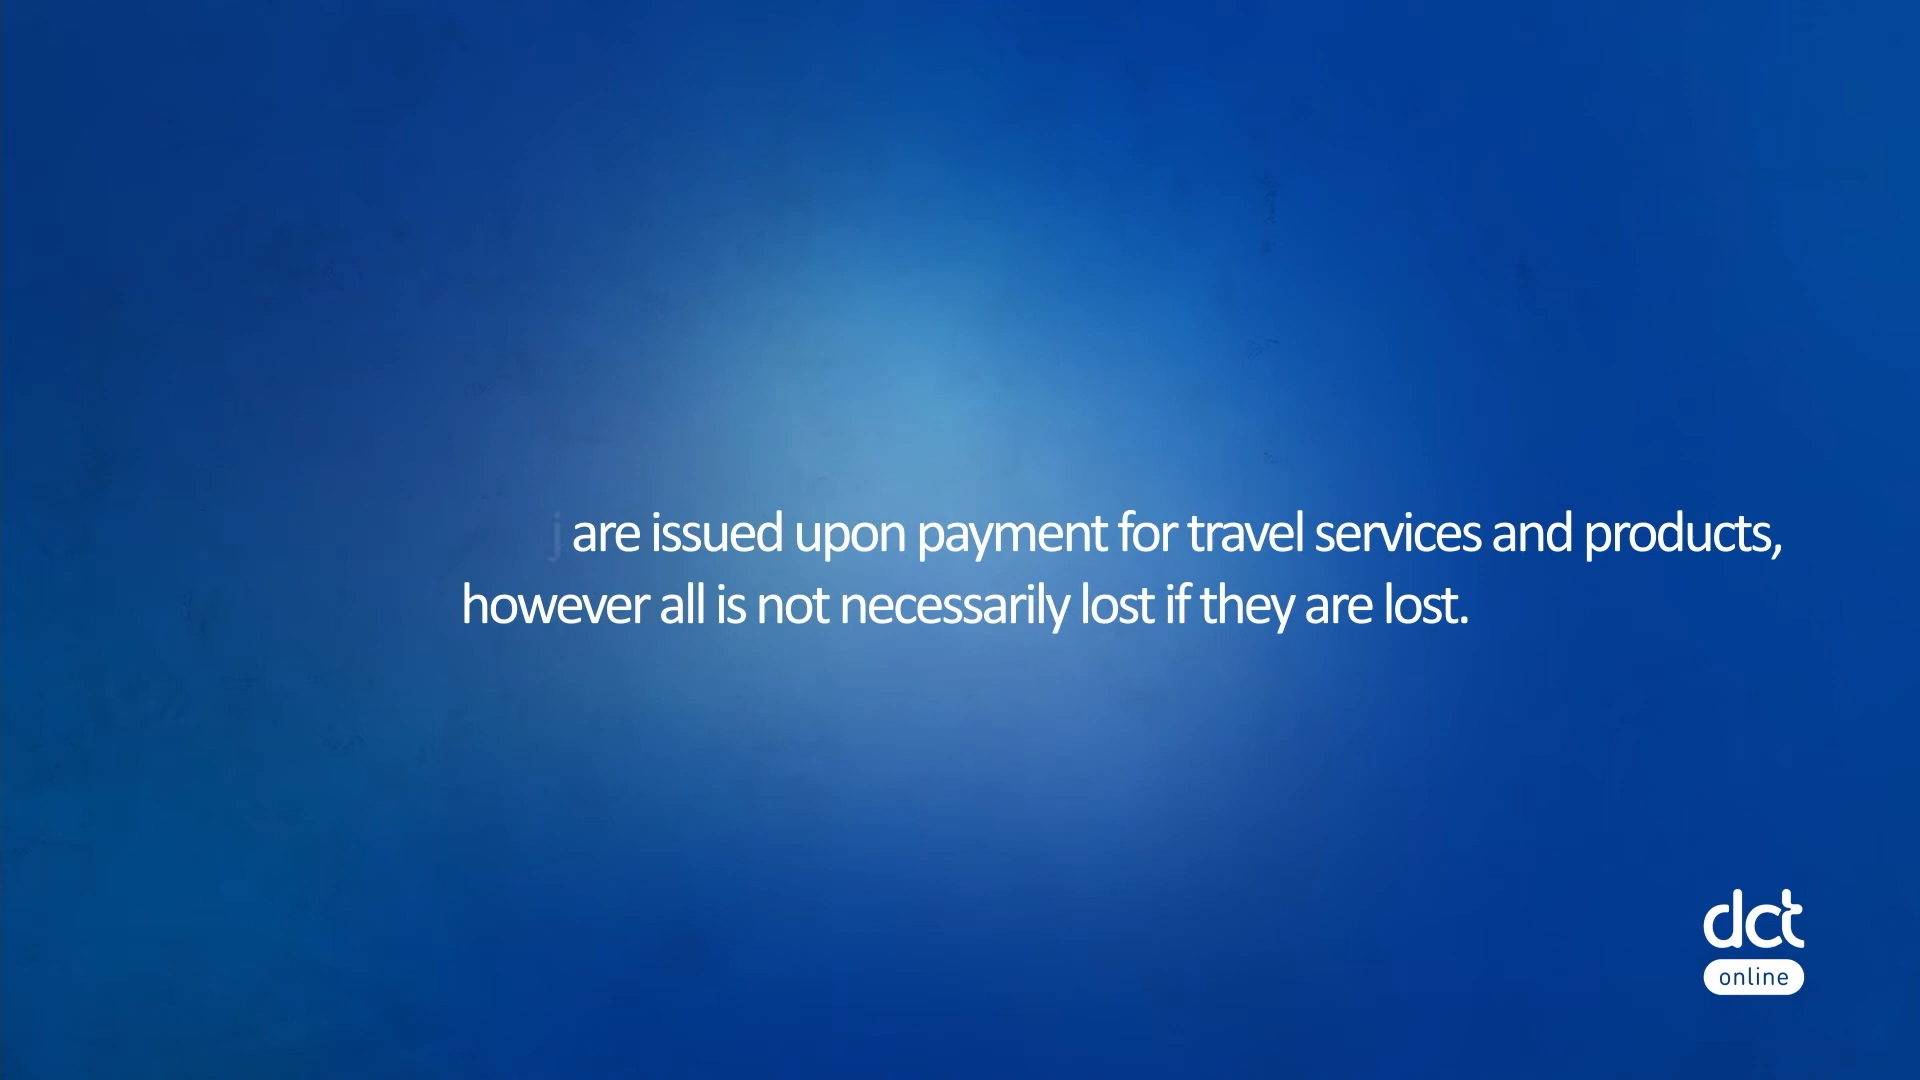 are issued upon payment for travel services and products,
however all is not necessarily lost if they are lost.
dct
online